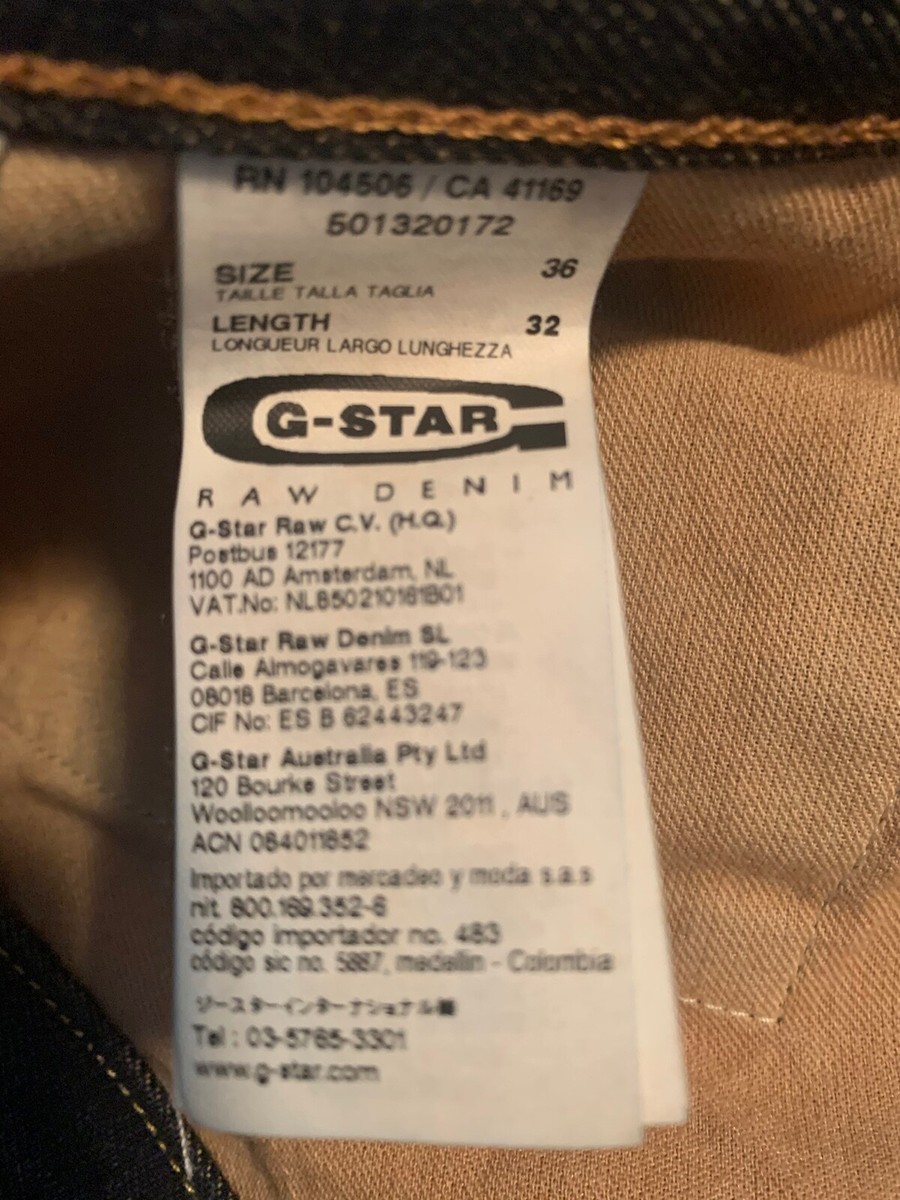 RN 104506 / CA 41169
501320172
SIZE 36
TAILLE TALLA TAGLIA
LENGTH 32
LONGUEUR LARGO LUNGHEZZA
G-STAR
RAW DENIM
G-Star Raw C.V. (H.Q.)
Postbus 12177
1100 AD Amsterdam, NL
VAT.No: NL850210161B01
G-Star Raw Denim SL
Calle Almogavares 119-123
08018 Barcelona, ES
CIF No: ES B 62443247
G-Star Australia Pty Ltd
120 Bourke Street
Woolloomooloo NSW 2011 , AUS
ACN 084011852
Importado por mercadeo y moda s.a.s
nit. 800.169.352-6
código importador no. 483
código sic no. 5887, medellin - Colombia
ジースターインターナショナル㈱
Tel : 03-5765-3301
www.g-star.com